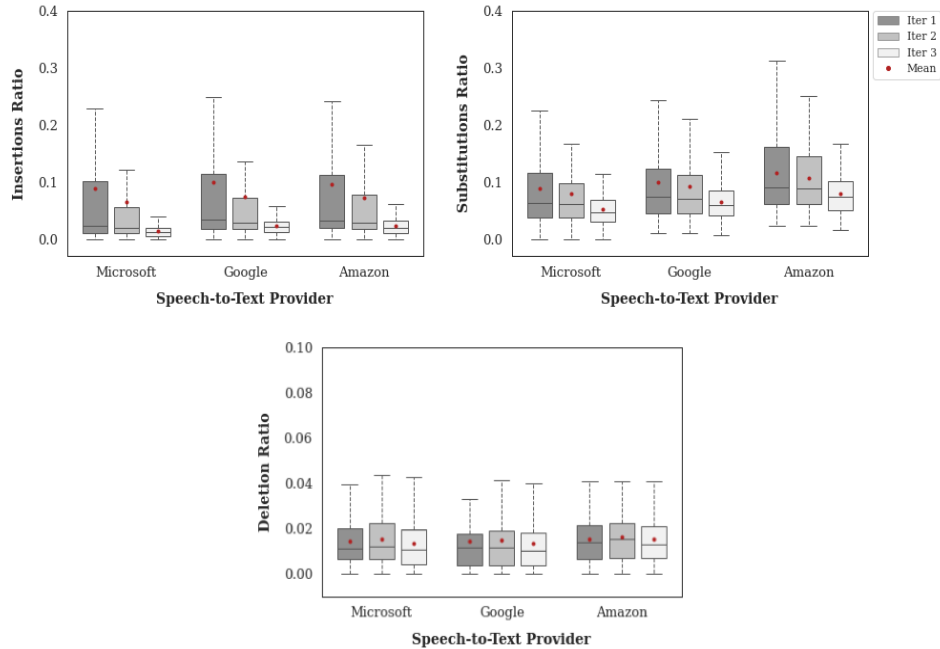 Insertions Ratio
0.4
0.3
0.2
0.1
0.0
Microsoft Google Amazon
Speech-to-Text Provider
Substitutions Ratio
0.4
0.3
0.2
0.1
0.0
Microsoft Google Amazon
Speech-to-Text Provider
Iter 1
Iter 2
Iter 3
Mean
Deletion Ratio
0.10
0.08
0.06
0.04
0.02
0.00
Microsoft Google Amazon
Speech-to-Text Provider